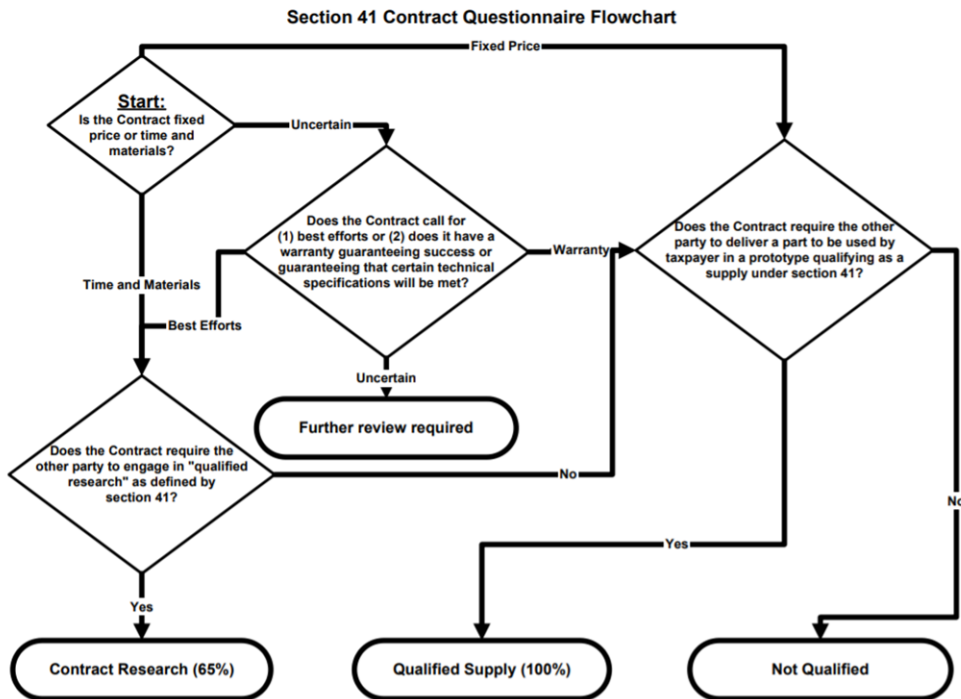 Section 41 Contract Questionnaire Flowchart
Fixed Price
Start:
Is the Contract fixed
price or time and
materials?
Uncertain
Does the Contract call for
(1) best efforts or (2) does it have a
warranty guaranteeing success or
guaranteeing that certain technical
specifications will be met?
Warranty
Does the Contract require the other
party to deliver a part to be used by
taxpayer in a prototype qualifying as a
supply under section 41?
Time and Materials
Best Efforts
Uncertain
Further review required
Does the Contract require the
other party to engage in "qualified
research" as defined by
section 41?
No
No
Yes
Yes
Contract Research (65%)
Qualified Supply (100%)
Not Qualified